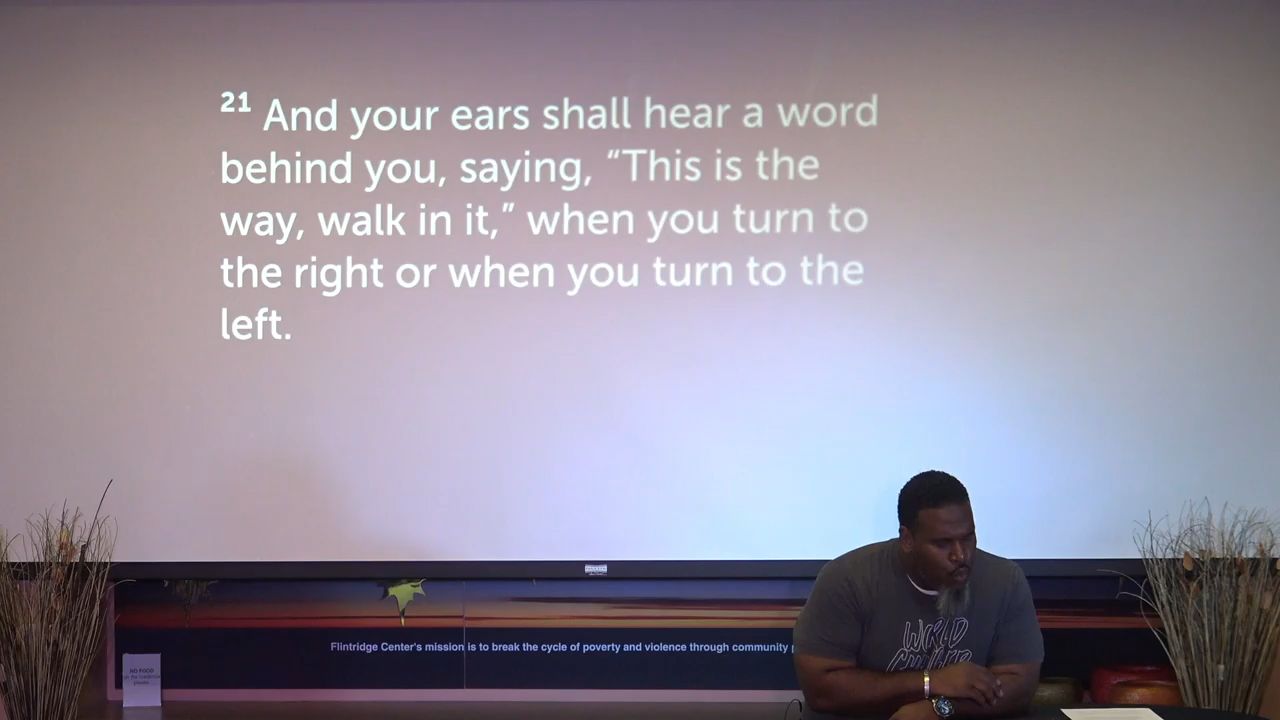 21 And your ears shall hear a word
behind you, saying, “This is the
way, walk in it,” when you turn to
the right or when you turn to the
left.
Flintridge Center's mission is to break the cycle of poverty and violence through community
WORLD
CHANGER
NO FOOD